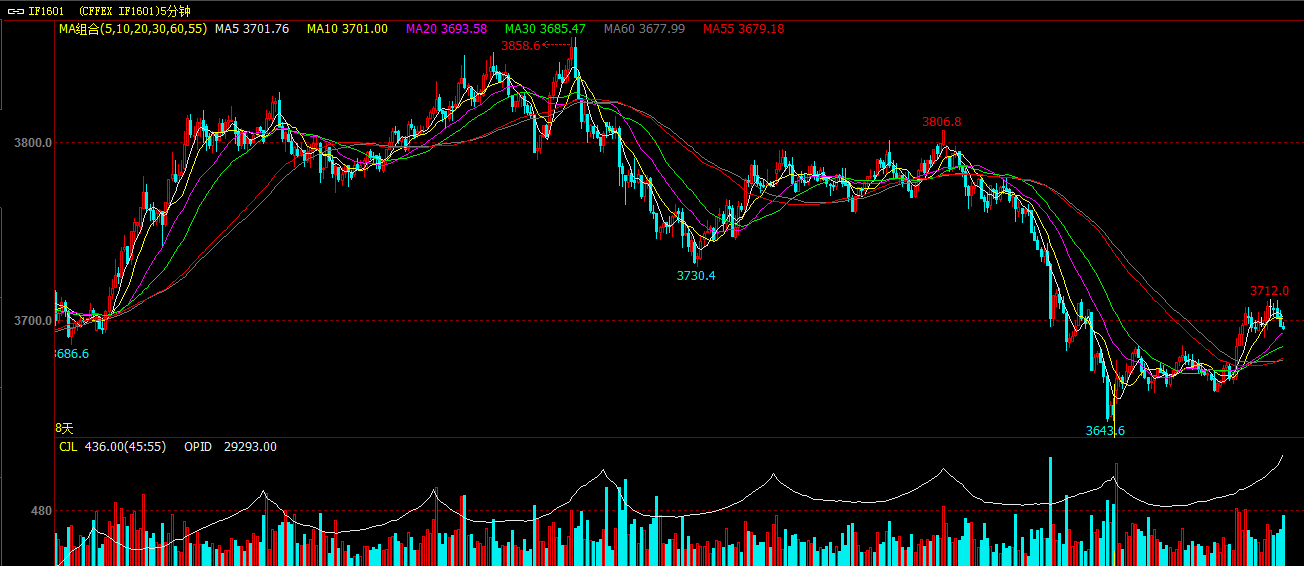 IF1601 (CFFEX IF1601)5分钟
MA组合(5,10,20,30,60,55) MA5 3701.76 MA10 3701.00 MA20 3693.58 MA30 3685.47 MA60 3677.99 MA55 3679.18
3858.6
3806.8
3800.0
3730.4
3712.0
3700.0
3686.6
3643.6
8天
CJL 436.00(45:55) OPID 29293.00
480